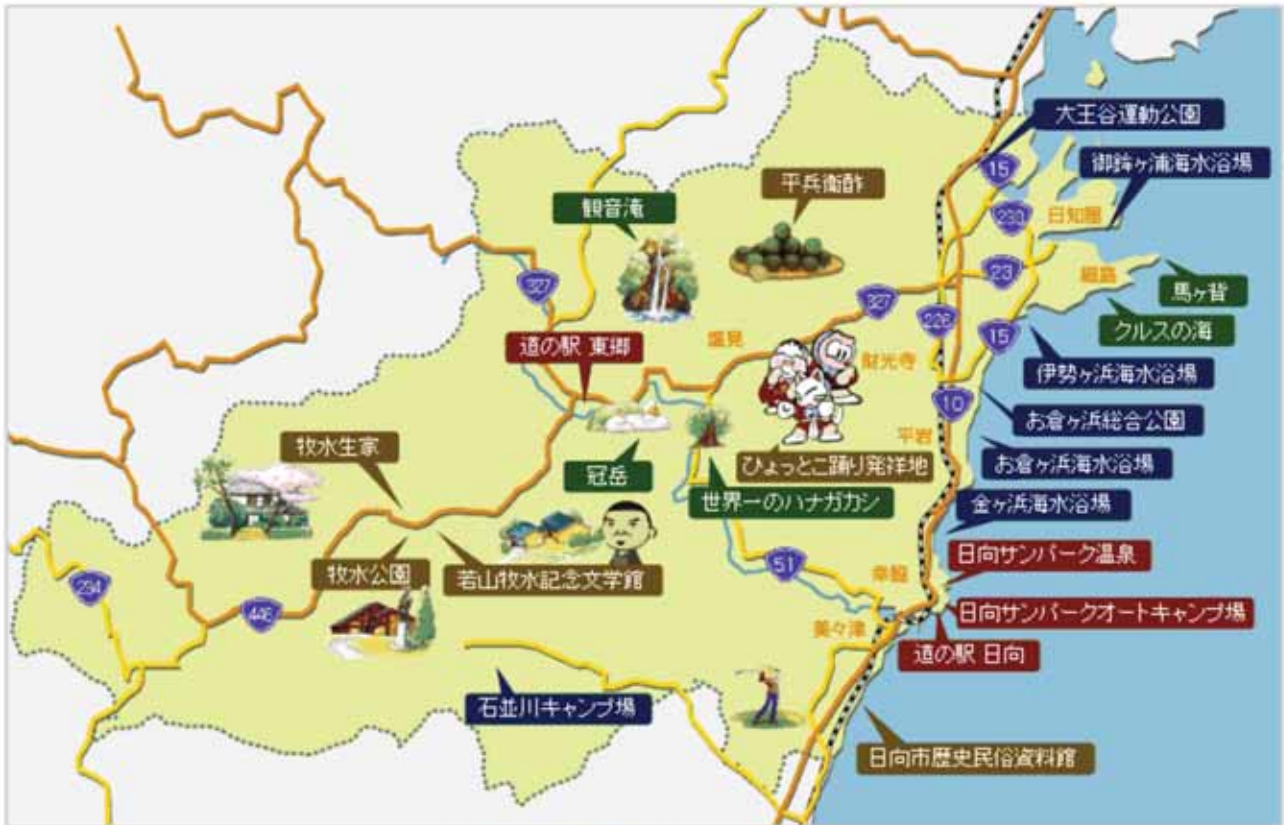 大王谷運動公園
15
御鉾ヶ浦海水浴場
平兵衛酢
観音滝
日知屋
23
327
細島
馬ヶ背
327
226
クルスの海
15
塩見
道の駅 東郷
財光寺
伊勢ヶ浜海水浴場
10
お倉ヶ浜総合公園
平岩
牧水生家
お倉ヶ浜海水浴場
冠岳
ひょっとこ踊り発祥地
世界一のハナガガシ
金ヶ浜海水浴場
日向サンパーク温泉
51
幸脇
牧水公園
若山牧水記念文学館
446
日向サンパークオートキャンプ場
美々津
道の駅 日向
石並川キャンプ場
日向市歴史民俗資料館